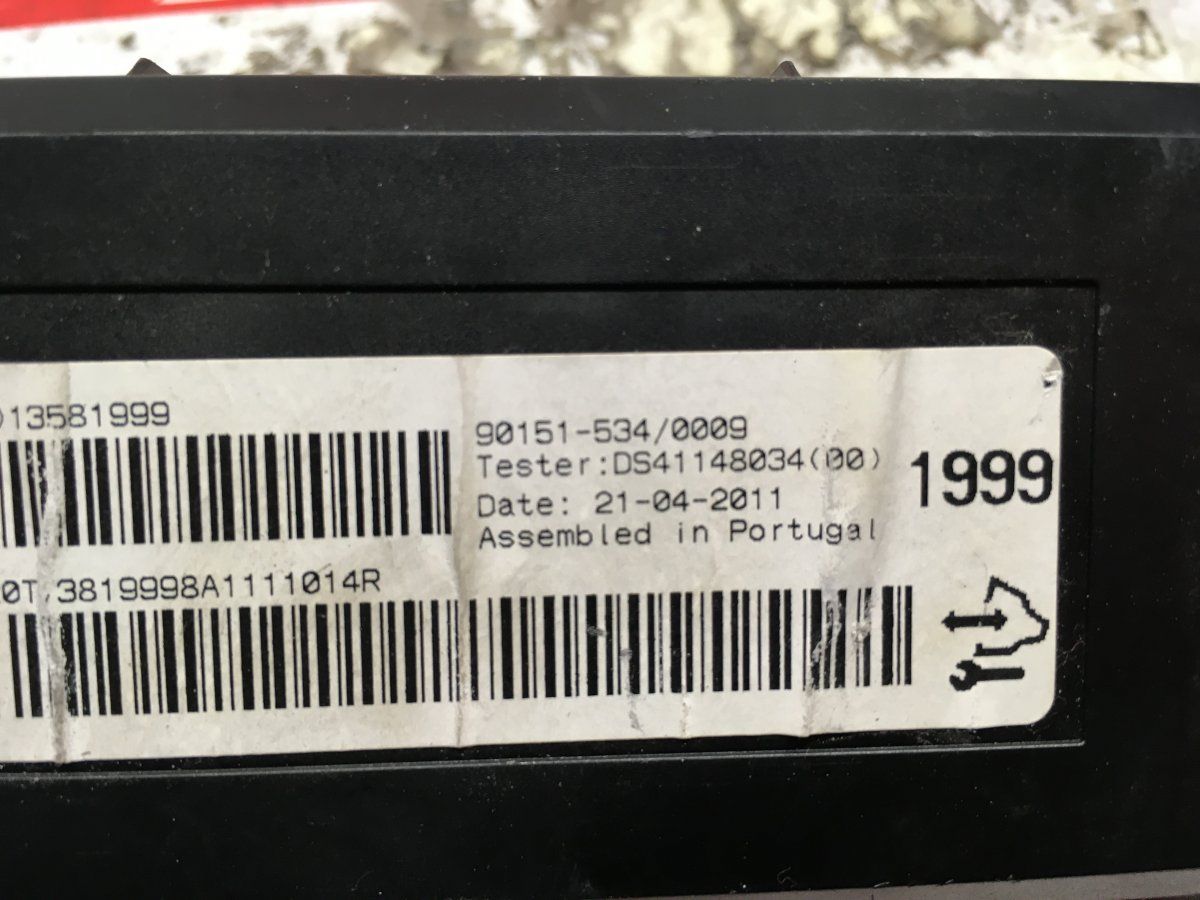 )13581999
90151-534/0009
Tester:DS41148034(00)
Date: 21-04-2011
Assembled in Portugal
1999
0T,3819998A1111014R